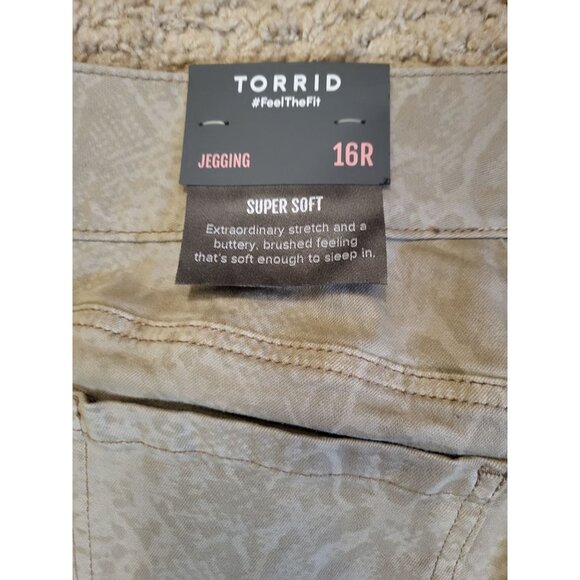 TORRID
#FeelTheFit
JEGGING 16R
SUPER SOFT
Extraordinary stretch and a
buttery, brushed feeling
that's soft enough to sleep in.